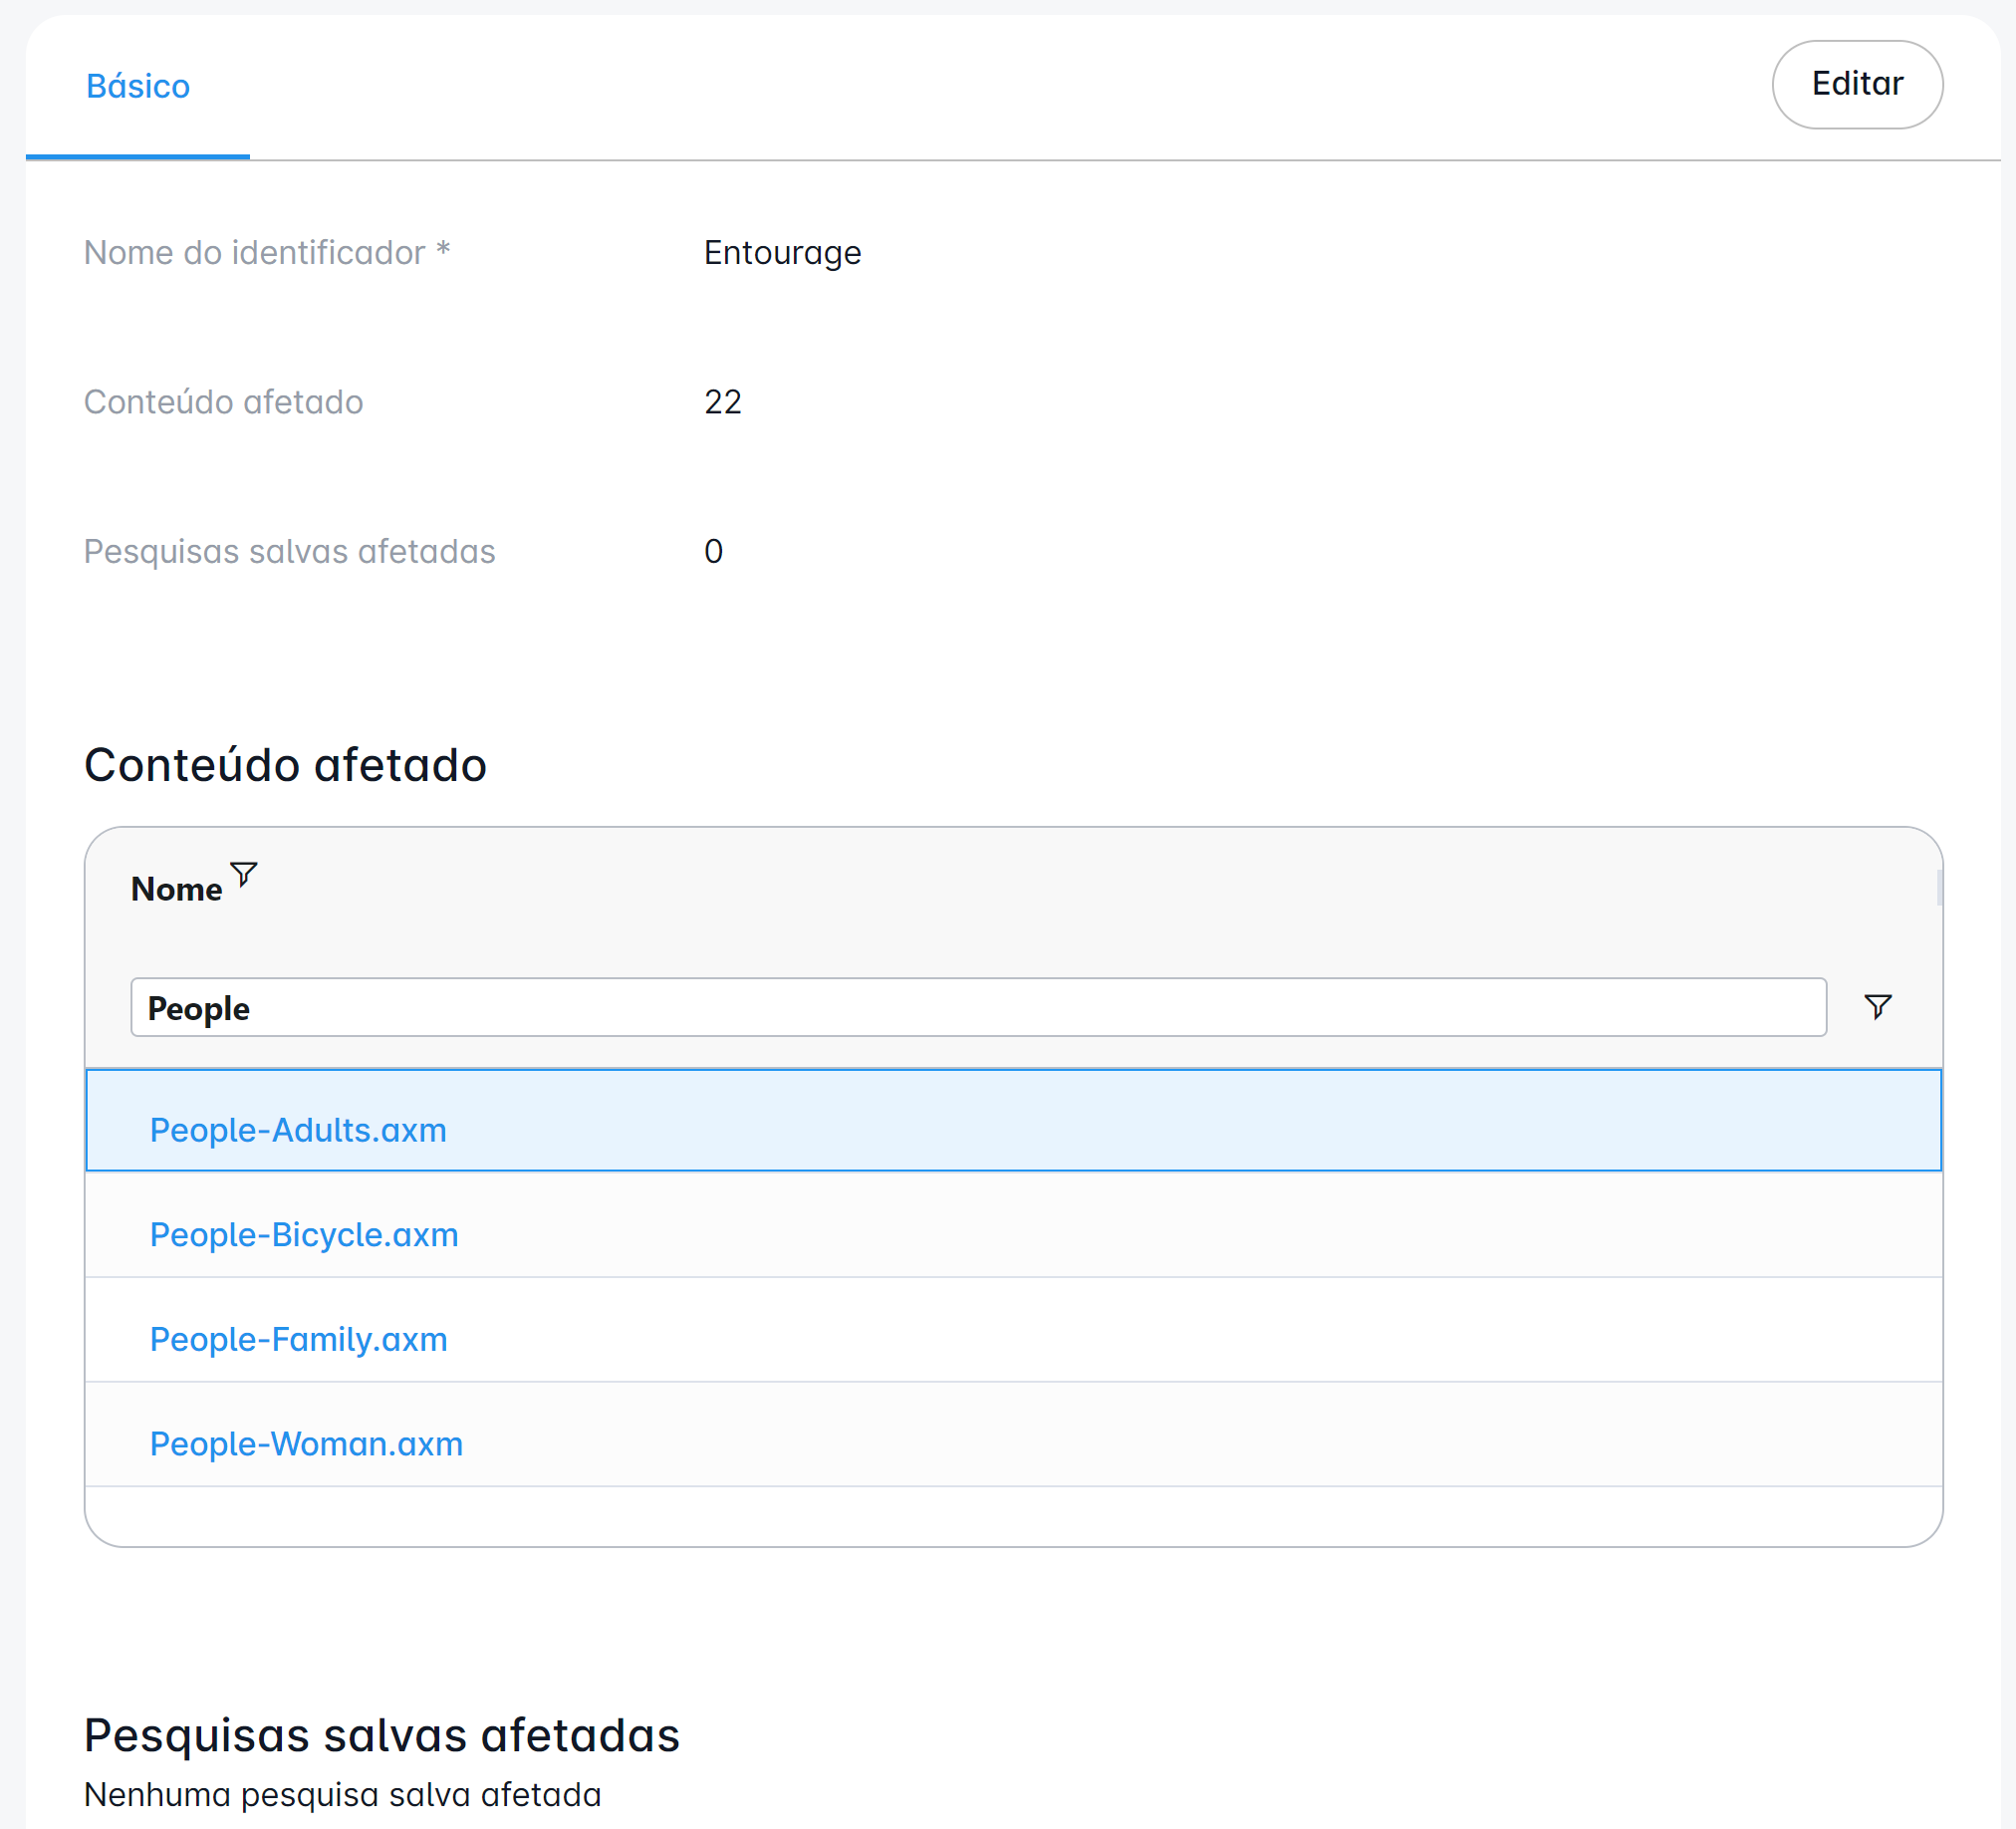 Básico
Editar
Nome do identificador * Entourage
Conteúdo afetado 22
Pesquisas salvas afetadas 0
Conteúdo afetado
Nome
People
People-Adults.axm
People-Bicycle.axm
People-Family.axm
People-Woman.axm
Pesquisas salvas afetadas
Nenhuma pesquisa salva afetada